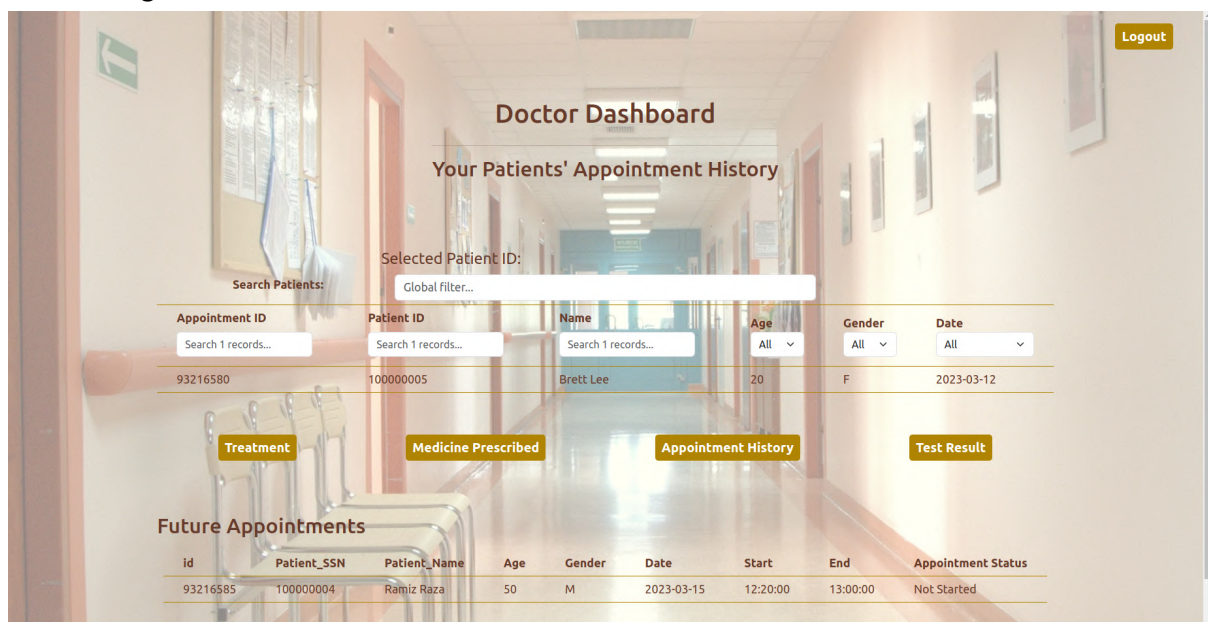 Logout
Doctor Dashboard
Your Patients' Appointment History
Selected Patient ID:
Search Patients: Global filter...
Appointment ID Patient ID Name Age Gender Date
Search 1 records... Search 1 records... Search 1 records... All All All
93216580 100000005 Brett Lee 20 F 2023-03-12
Treatment Medicine Prescribed Appointment History Test Result
Future Appointments
id Patient_SSN Patient_Name Age Gender Date Start End Appointment Status
93216585 100000004 Ramiz Raza 50 M 2023-03-15 12:20:00 13:00:00 Not Started